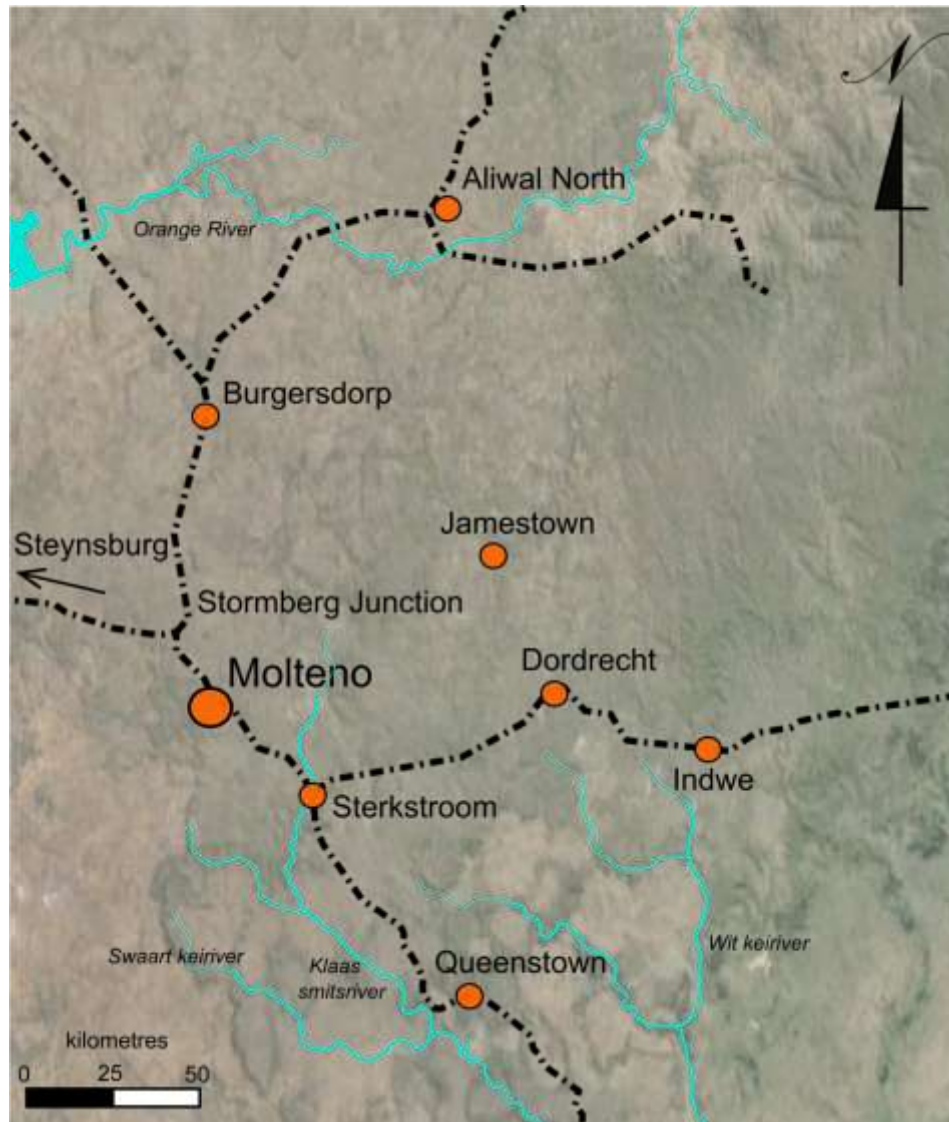 N
Aliwal North
Orange River
Burgersdorp
Jamestown
Steynsburg
Stormberg Junction
Molteno
Dordrecht
Indwe
Sterkstroom
Swaart keiriver
Klaas
smitsriver
Queenstown
Wit keiriver
kilometres
0 25 50